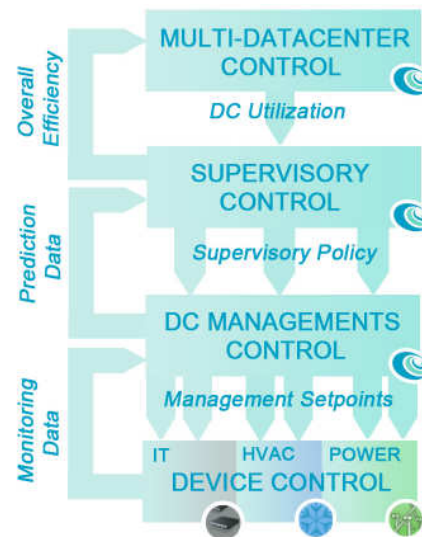 MULTI-DATACENTER
CONTROL
Overall
Efficiency
DC Utilization
SUPERVISORY
CONTROL
Prediction
Data
Supervisory Policy
DC MANAGEMENTS
CONTROL
Monitoring
Data
Management Setpoints
IT
HVAC
POWER
DEVICE CONTROL